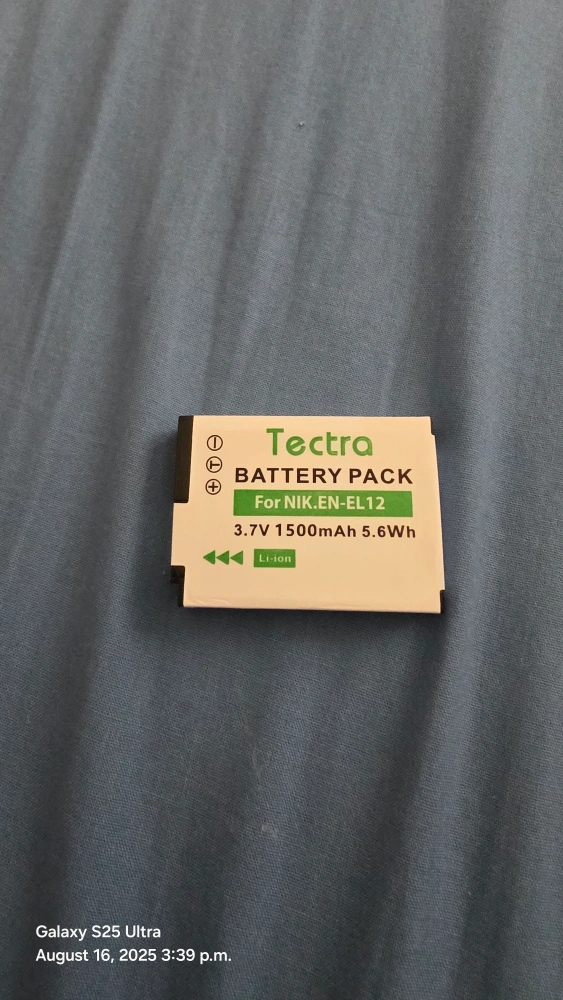 Tectra
BATTERY PACK
For NIK.EN-EL12
3.7V 1500mAh 5.6Wh
Li-ion
Galaxy S25 Ultra
August 16, 2025 3:39 p.m.